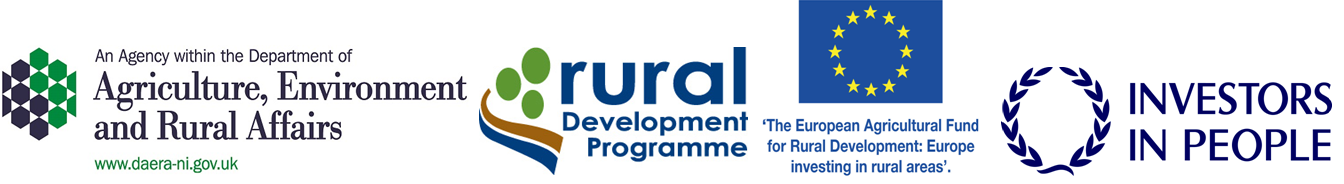 An Agency within the Department of
Agriculture, Environment
and Rural Affairs
www.daera-ni.gov.uk
rural
Development
Programme
‘The European Agricultural Fund
for Rural Development: Europe
investing in rural areas’.
INVESTORS
IN PEOPLE